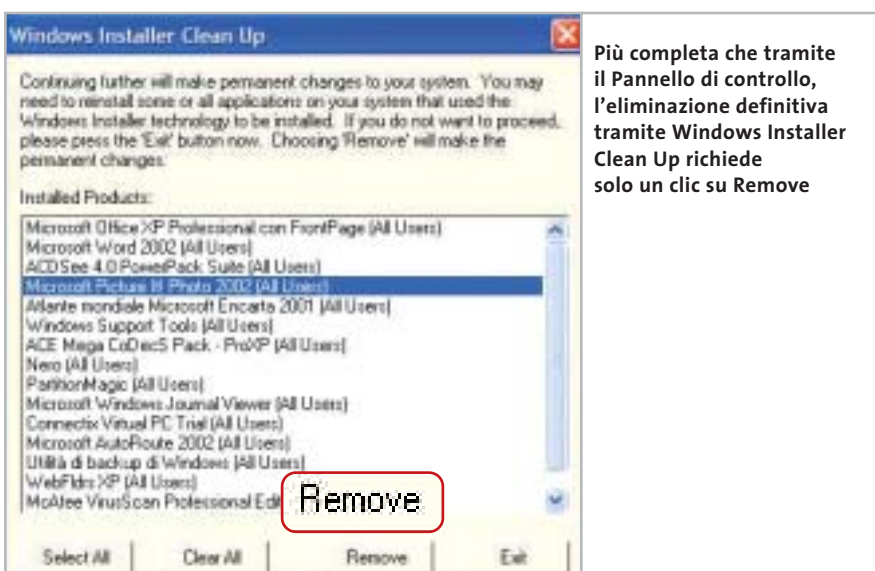 Windows Installer Clean Up
Continuing further will make permanent changes to your system. You may
need to reinstall some or all applications on your system that used the
Windows Installer technology to be installed. If you do not want to proceed,
please press the 'Exit' button now. Choosing 'Remove' will make the
permanent changes.
Installed Products:
Microsoft Office XP Professional con FrontPage (All Users)
Microsoft Word 2002 (All Users)
ACDSee 4.0 PowerPack Suite (All Users)
Microsoft Picture It! Photo 2002 (All Users)
Atlante mondiale Microsoft Encarta 2001 (All Users)
Windows Support Tools (All Users)
ACE Mega CoDecS Pack - ProXP (All Users)
Nero (All Users)
PartitionMagic (All Users)
Microsoft Windows Journal Viewer (All Users)
Connectix Virtual PC Trial (All Users)
Microsoft AutoRoute 2002 (All Users)
Utilità di backup di Windows (All Users)
WebFldrs XP (All Users)
McAfee VirusScan Professional Edit
Remove
Select All
Clear All
Remove
Exit
Più completa che tramite
il Pannello di controllo,
l'eliminazione definitiva
tramite Windows Installer
Clean Up richiede
solo un clic su Remove